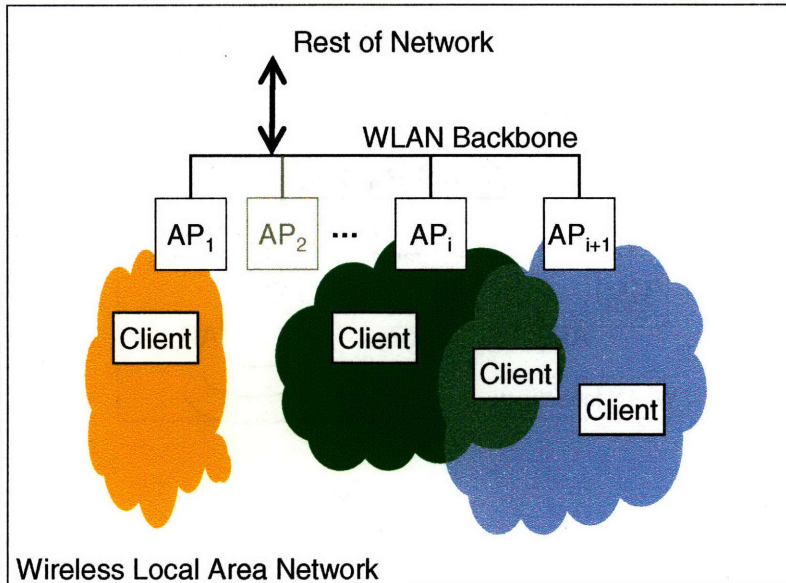 Rest of Network
WLAN Backbone
AP₁ AP₂ ... APᵢ APᵢ₊₁
Client Client
Client
Client
Wireless Local Area Network